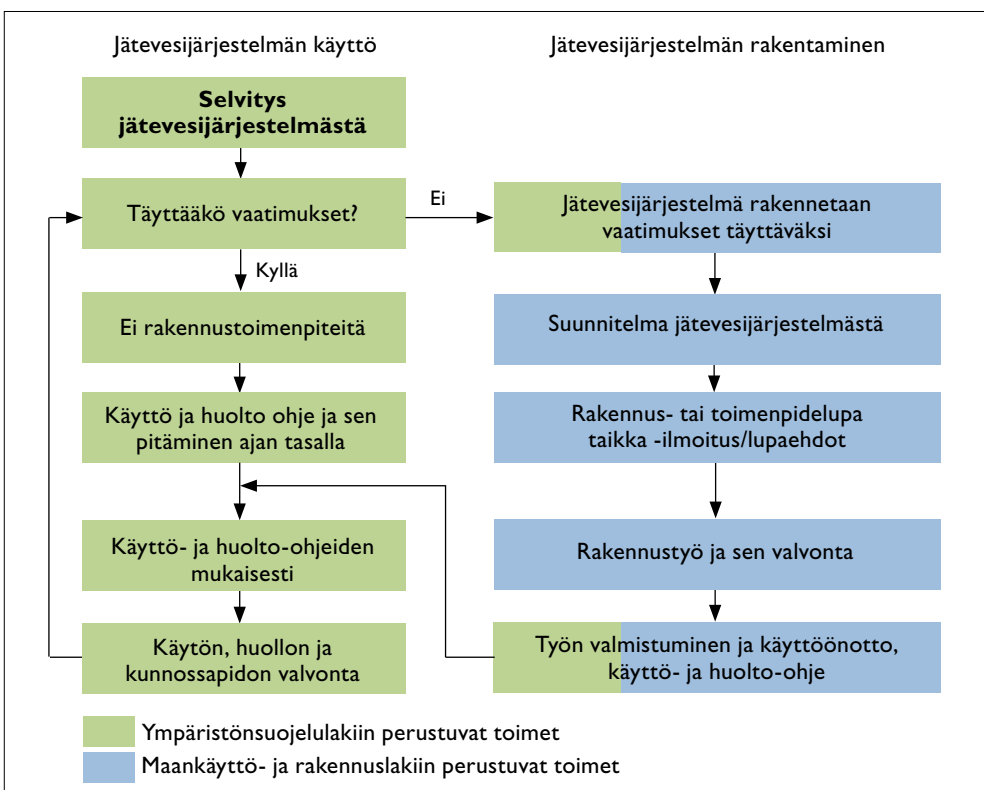 Jätevesijärjestelmän käyttö
Jätevesijärjestelmän rakentaminen
Selvitys
jätevesijärjestelmästä
Täyttääkö vaatimukset?
Ei
Jätevesijärjestelmä rakennetaan
vaatimukset täyttäväksi
Kyllä
Ei rakennustoimenpiteitä
Suunnitelma jätevesijärjestelmästä
Käyttö ja huolto ohje ja sen
pitäminen ajan tasalla
Rakennus- tai toimenpidelupa
taikka -ilmoitus/lupaehdot
Käyttö- ja huolto-ohjeiden
mukaisesti
Rakennustyö ja sen valvonta
Käytön, huollon ja
kunnossapidon valvonta
Työn valmistuminen ja käyttöönotto,
käyttö- ja huolto-ohje
Ympäristönsuojelulakiin perustuvat toimet
Maankäyttö- ja rakennuslakiin perustuvat toimet